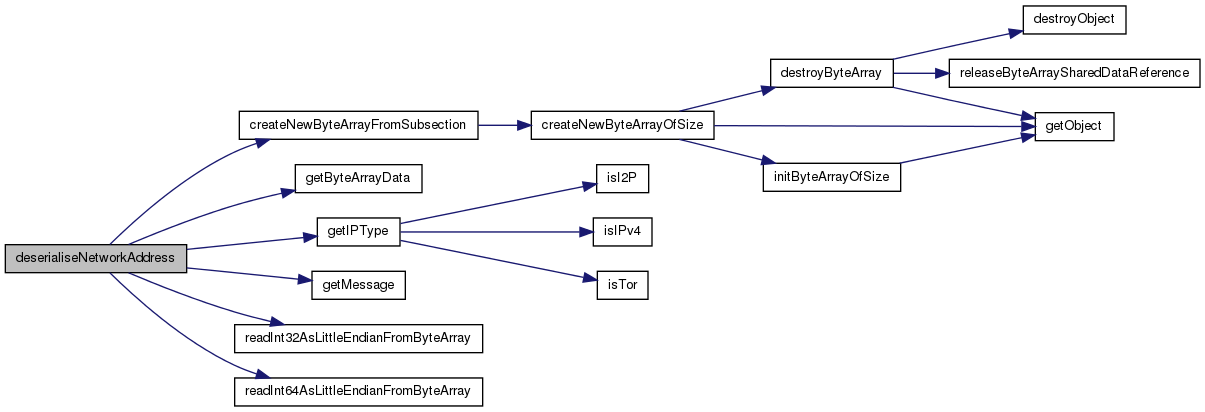 destroyObject
destroyByteArray
releaseByteArraySharedDataReference
createNewByteArrayFromSubsection
createNewByteArrayOfSize
getObject
getByteArrayData
isI2P
initByteArrayOfSize
getIPType
isIPv4
deserialiseNetworkAddress
getMessage
isTor
readInt32AsLittleEndianFromByteArray
readInt64AsLittleEndianFromByteArray